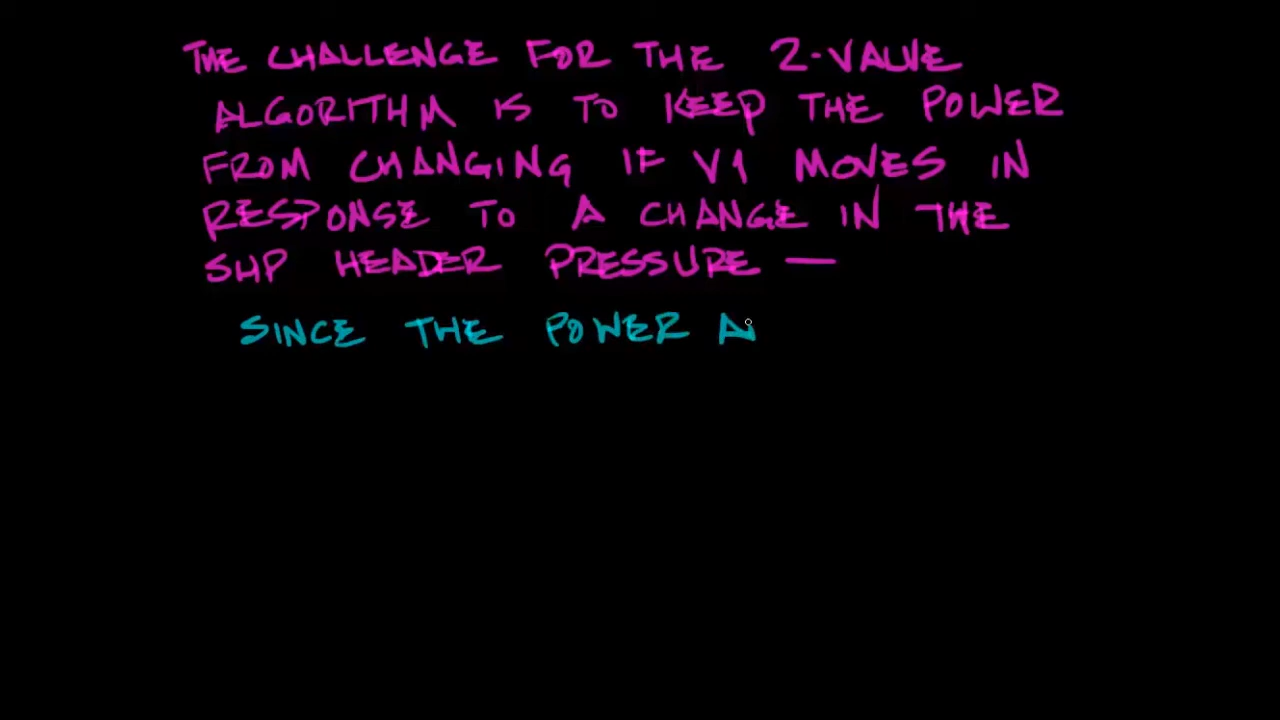 THE CHALLENGE FOR THE 2-VALVE
ALGORITHM IS TO KEEP THE POWER
FROM CHANGING IF V1 MOVES IN
RESPONSE TO A CHANGE IN THE
SHP HEADER PRESSURE —
SINCE THE POWER A